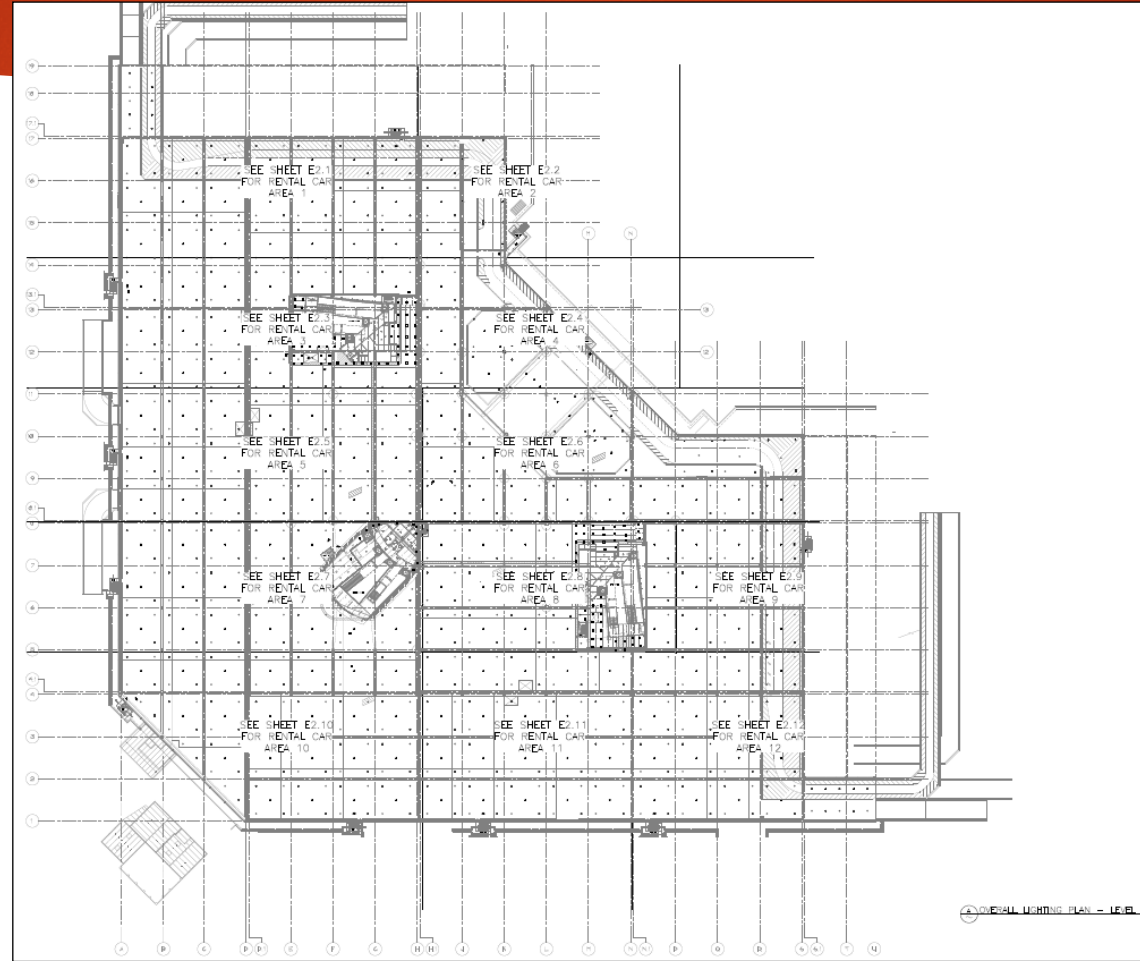 SEE SHEET E2.1
FOR RENTAL CAR
AREA 1
SEE SHEET E2.2
FOR RENTAL CAR
AREA 2
SEE SHEET E2.3
FOR RENTAL CAR
AREA 3
SEE SHEET E2.4
FOR RENTAL CAR
AREA 4
SEE SHEET E2.5
FOR RENTAL CAR
AREA 5
SEE SHEET E2.6
FOR RENTAL CAR
AREA 6
SEE SHEET E2.7
FOR RENTAL CAR
AREA 7
SEE SHEET E2.8
FOR RENTAL CAR
AREA 8
SEE SHEET E2.9
FOR RENTAL CAR
AREA 9
SEE SHEET E2.10
FOR RENTAL CAR
AREA 10
SEE SHEET E2.11
FOR RENTAL CAR
AREA 11
SEE SHEET E2.12
FOR RENTAL CAR
AREA 12
OVERALL LIGHTING PLAN – LEVEL